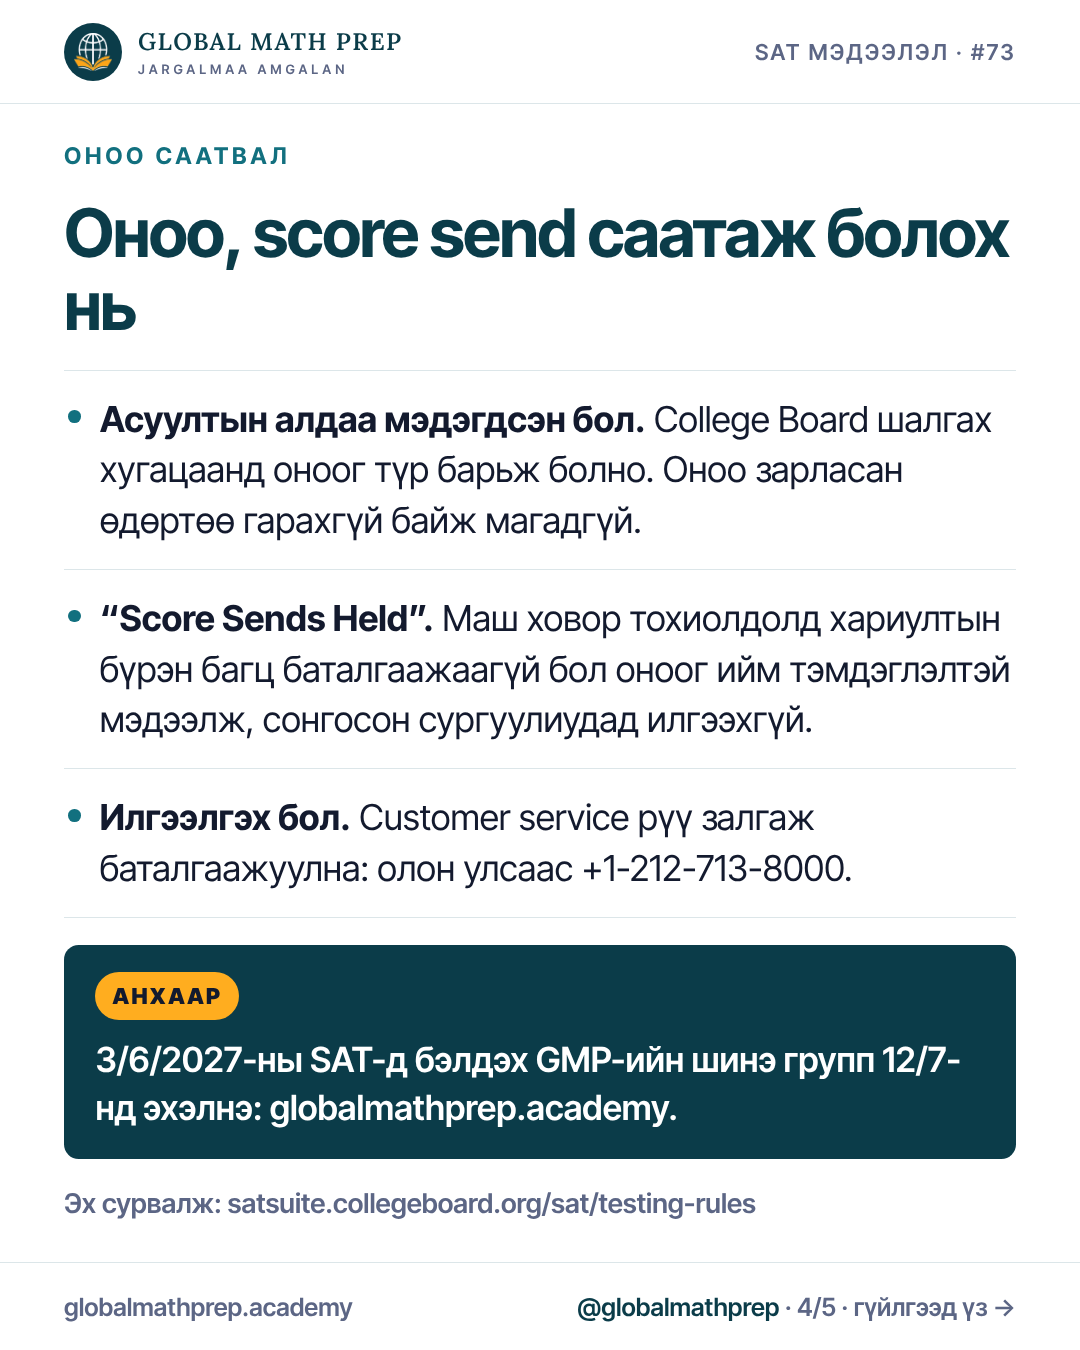 GLOBAL MATH PREP
JARGALMAA AMGALAN
SAT МЭДЭЭЛЭЛ · #73
ОНОО СААТВАЛ
Оноо, score send саатаж болох
нь
• Асуултын алдаа мэдэгдсэн бол. College Board шалгах
хугацаанд оноог түр барьж болно. Оноо зарласан
өдөртөө гарахгүй байж магадгүй.
• “Score Sends Held”. Маш ховор тохиолдолд хариултын
бүрэн багц баталгаажаагүй бол оноог ийм тэмдэглэлтэй
мэдээлж, сонгосон сургуулиудад илгээхгүй.
• Илгээлгэх бол. Customer service рүү залгаж
баталгаажуулна: олон улсаас +1-212-713-8000.
АНХААР
3/6/2027-ны SAT-д бэлдэх GMP-ийн шинэ групп 12/7-
нд эхэлнэ: globalmathprep.academy.
Эх сурвалж: satsuite.collegeboard.org/sat/testing-rules
globalmathprep.academy
@globalmathprep · 4/5 · гүйлгээд үз →